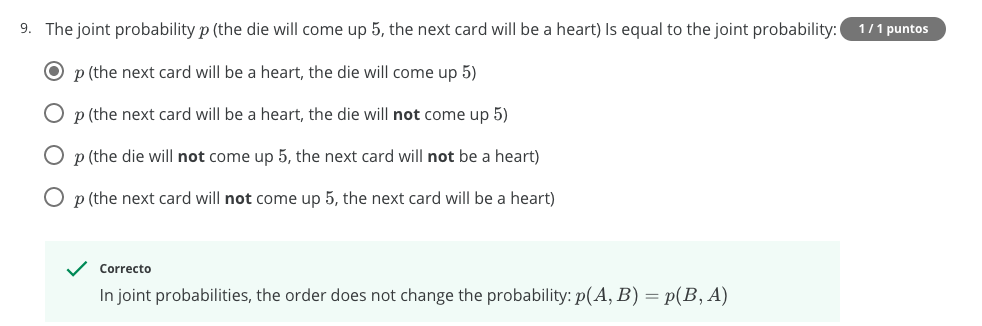 9. The joint probability p (the die will come up 5, the next card will be a heart) Is equal to the joint probability: 1 / 1 puntos
p (the next card will be a heart, the die will come up 5)
p (the next card will be a heart, the die will not come up 5)
p (the die will not come up 5, the next card will not be a heart)
p (the next card will not come up 5, the next card will be a heart)
Correcto
In joint probabilities, the order does not change the probability: p(A, B) = p(B, A)